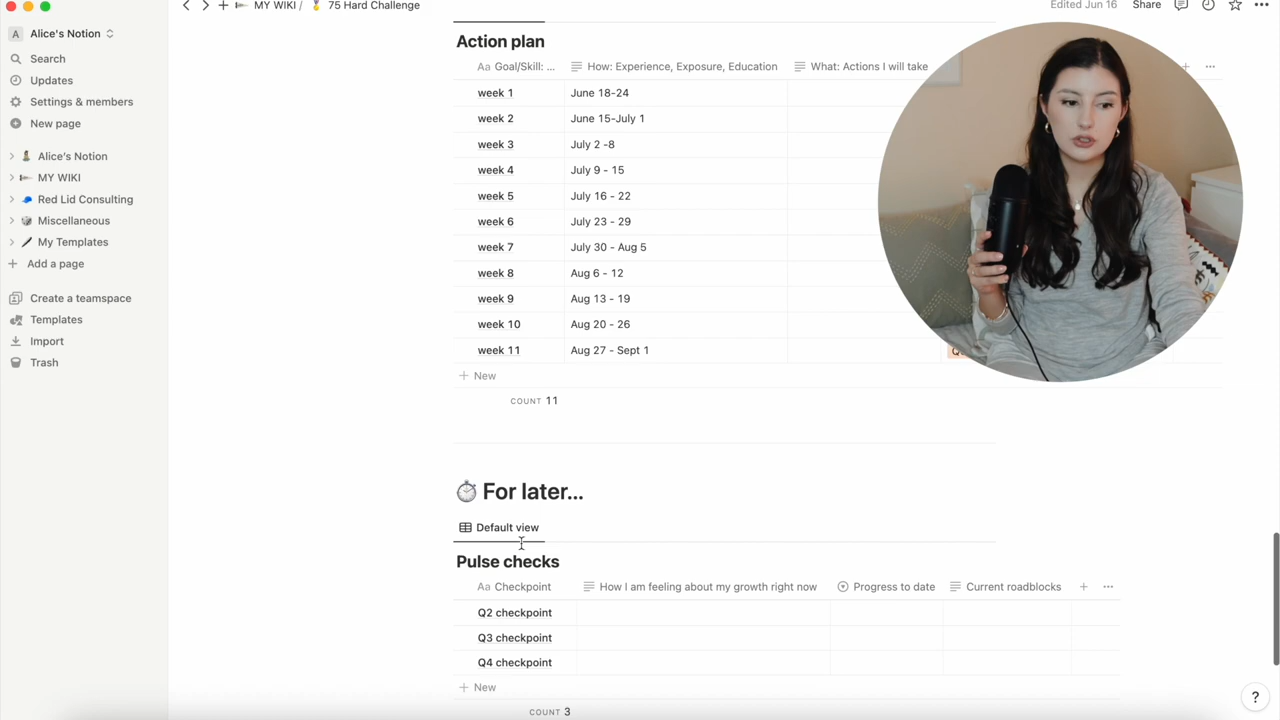 MY WIKI / 75 Hard Challenge
Edited Jun 16 Share
A Alice's Notion
Search
Updates
Settings & members
New page
Alice's Notion
MY WIKI
Red Lid Consulting
Miscellaneous
My Templates
Add a page
Create a teamspace
Templates
Import
Trash
Action plan
Aa Goal/Skill: ... How: Experience, Exposure, Education What: Actions I will take
week 1 June 18-24
week 2 June 15-July 1
week 3 July 2 -8
week 4 July 9 - 15
week 5 July 16 - 22
week 6 July 23 - 29
week 7 July 30 - Aug 5
week 8 Aug 6 - 12
week 9 Aug 13 - 19
week 10 Aug 20 - 26
week 11 Aug 27 - Sept 1
+ New
COUNT 11
For later...
Default view
Pulse checks
Aa Checkpoint How I am feeling about my growth right now Progress to date Current roadblocks
Q2 checkpoint
Q3 checkpoint
Q4 checkpoint
+ New
COUNT 3
?